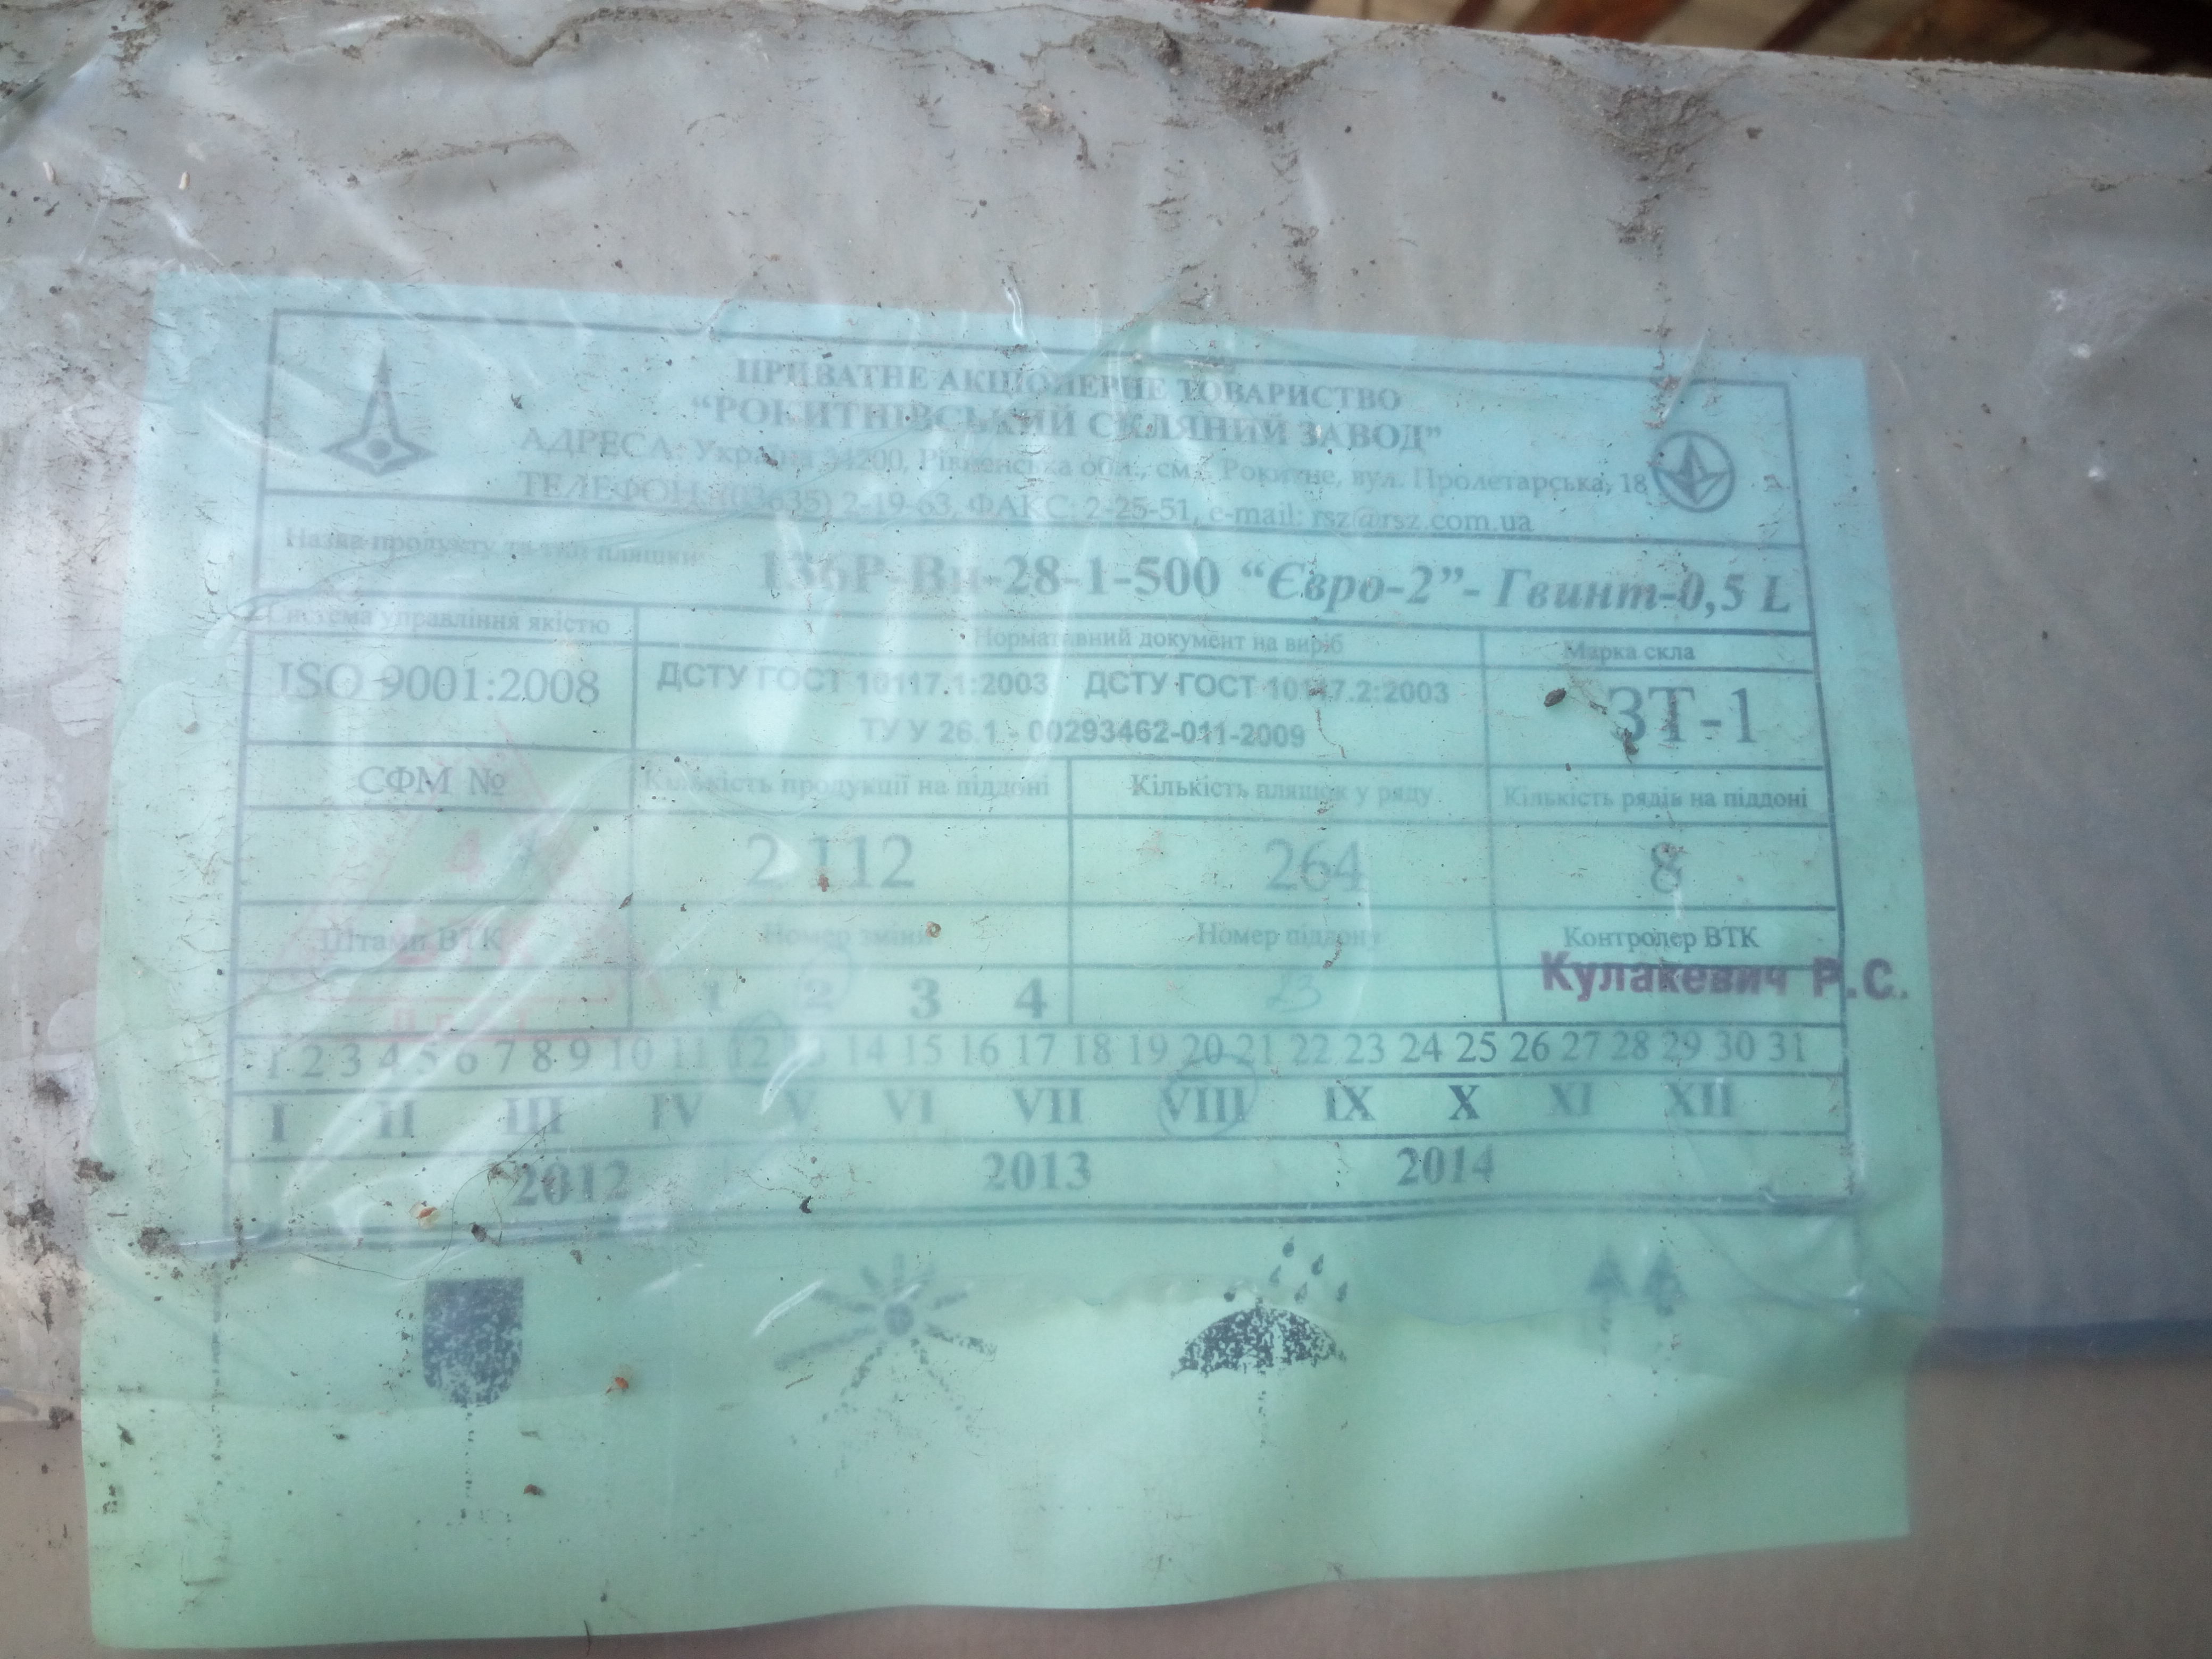 ПРИВАТНЕ АКЦІОНЕРНЕ ТОВАРИСТВО
“РОКИТНІВСЬКИЙ СКЛЯНИЙ ЗАВОД”
АДРЕСА: Україна 34200, Рівненська обл., смт. Рокитне, вул. Пролетарська, 18
ТЕЛЕФОН: (03635) 2-19-63, ФАКС: 2-25-51, e-mail: rsz@rsz.com.ua
Назва продукту та тип пляшки 136Р-Вн-28-1-500 “Євро-2”- Гвинт-0,5 L
Система управління якістю Нормативний документ на виріб Марка скла
ISO 9001:2008 ДСТУ ГОСТ 10117.1:2003 ДСТУ ГОСТ 10117.2:2003 ЗТ-1
ТУ У 26.1 - 00293462-011-2009
СФМ № Кількість продукції на піддоні Кількість пляшок у ряду Кількість рядів на піддоні
2 112 264 8
Штамп ВТК Номер зміни Номер піддону Контролер ВТК
ВТК
1 2 3 4 23 Кулакевич Р.С.
1 2 3 4 5 6 7 8 9 10 11 12 13 14 15 16 17 18 19 20 21 22 23 24 25 26 27 28 29 30 31
I II III IV V VI VII VIII IX X XI XII
2012 2013 2014